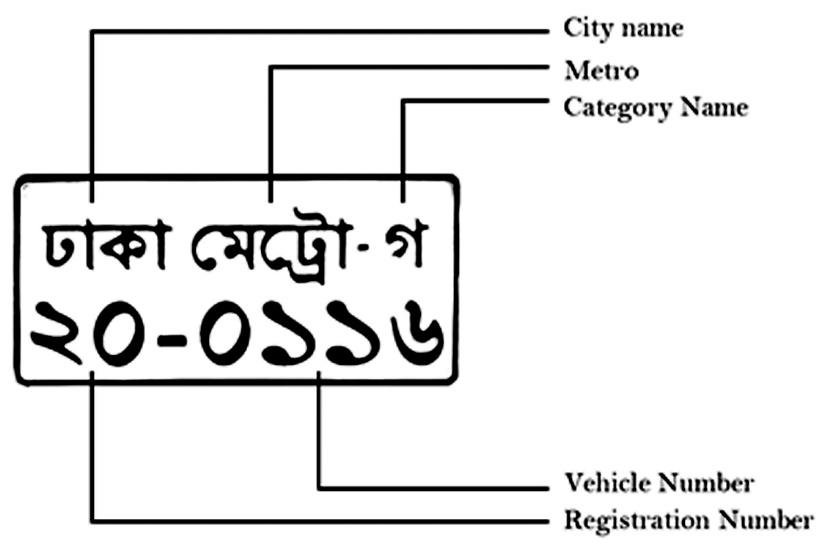 City name
Metro
Category Name
ঢাকা মেট্রো-গ
২০-০১১৬
Vehicle Number
Registration Number